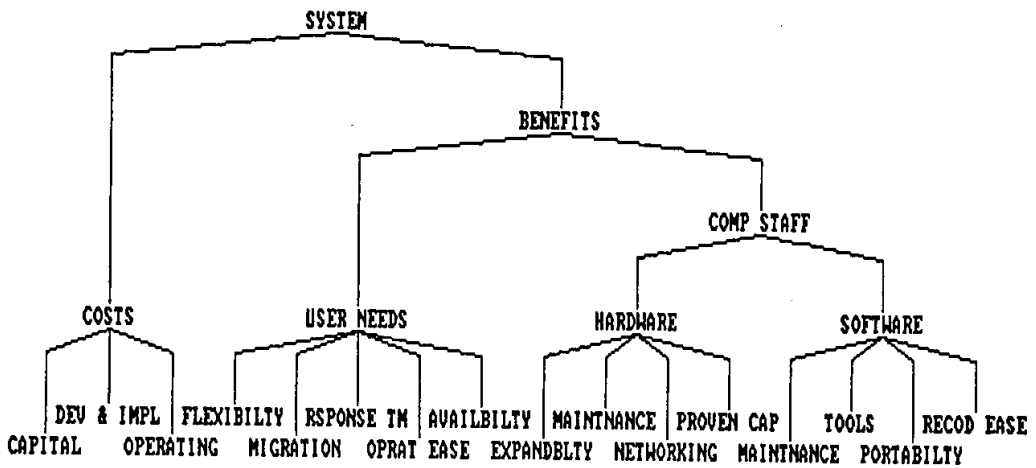 SYSTEM
BENEFITS
COMP STAFF
COSTS USER NEEDS HARDWARE SOFTWARE
DEV & IMPL FLEXIBILTY RSPONSE TM AVAILBILTY MAINTNANCE PROVEN CAP TOOLS RECOD EASE
CAPITAL OPERATING MIGRATION OPRAT EASE EXPANDBLTY NETWORKING MAINTNANCE PORTABILTY